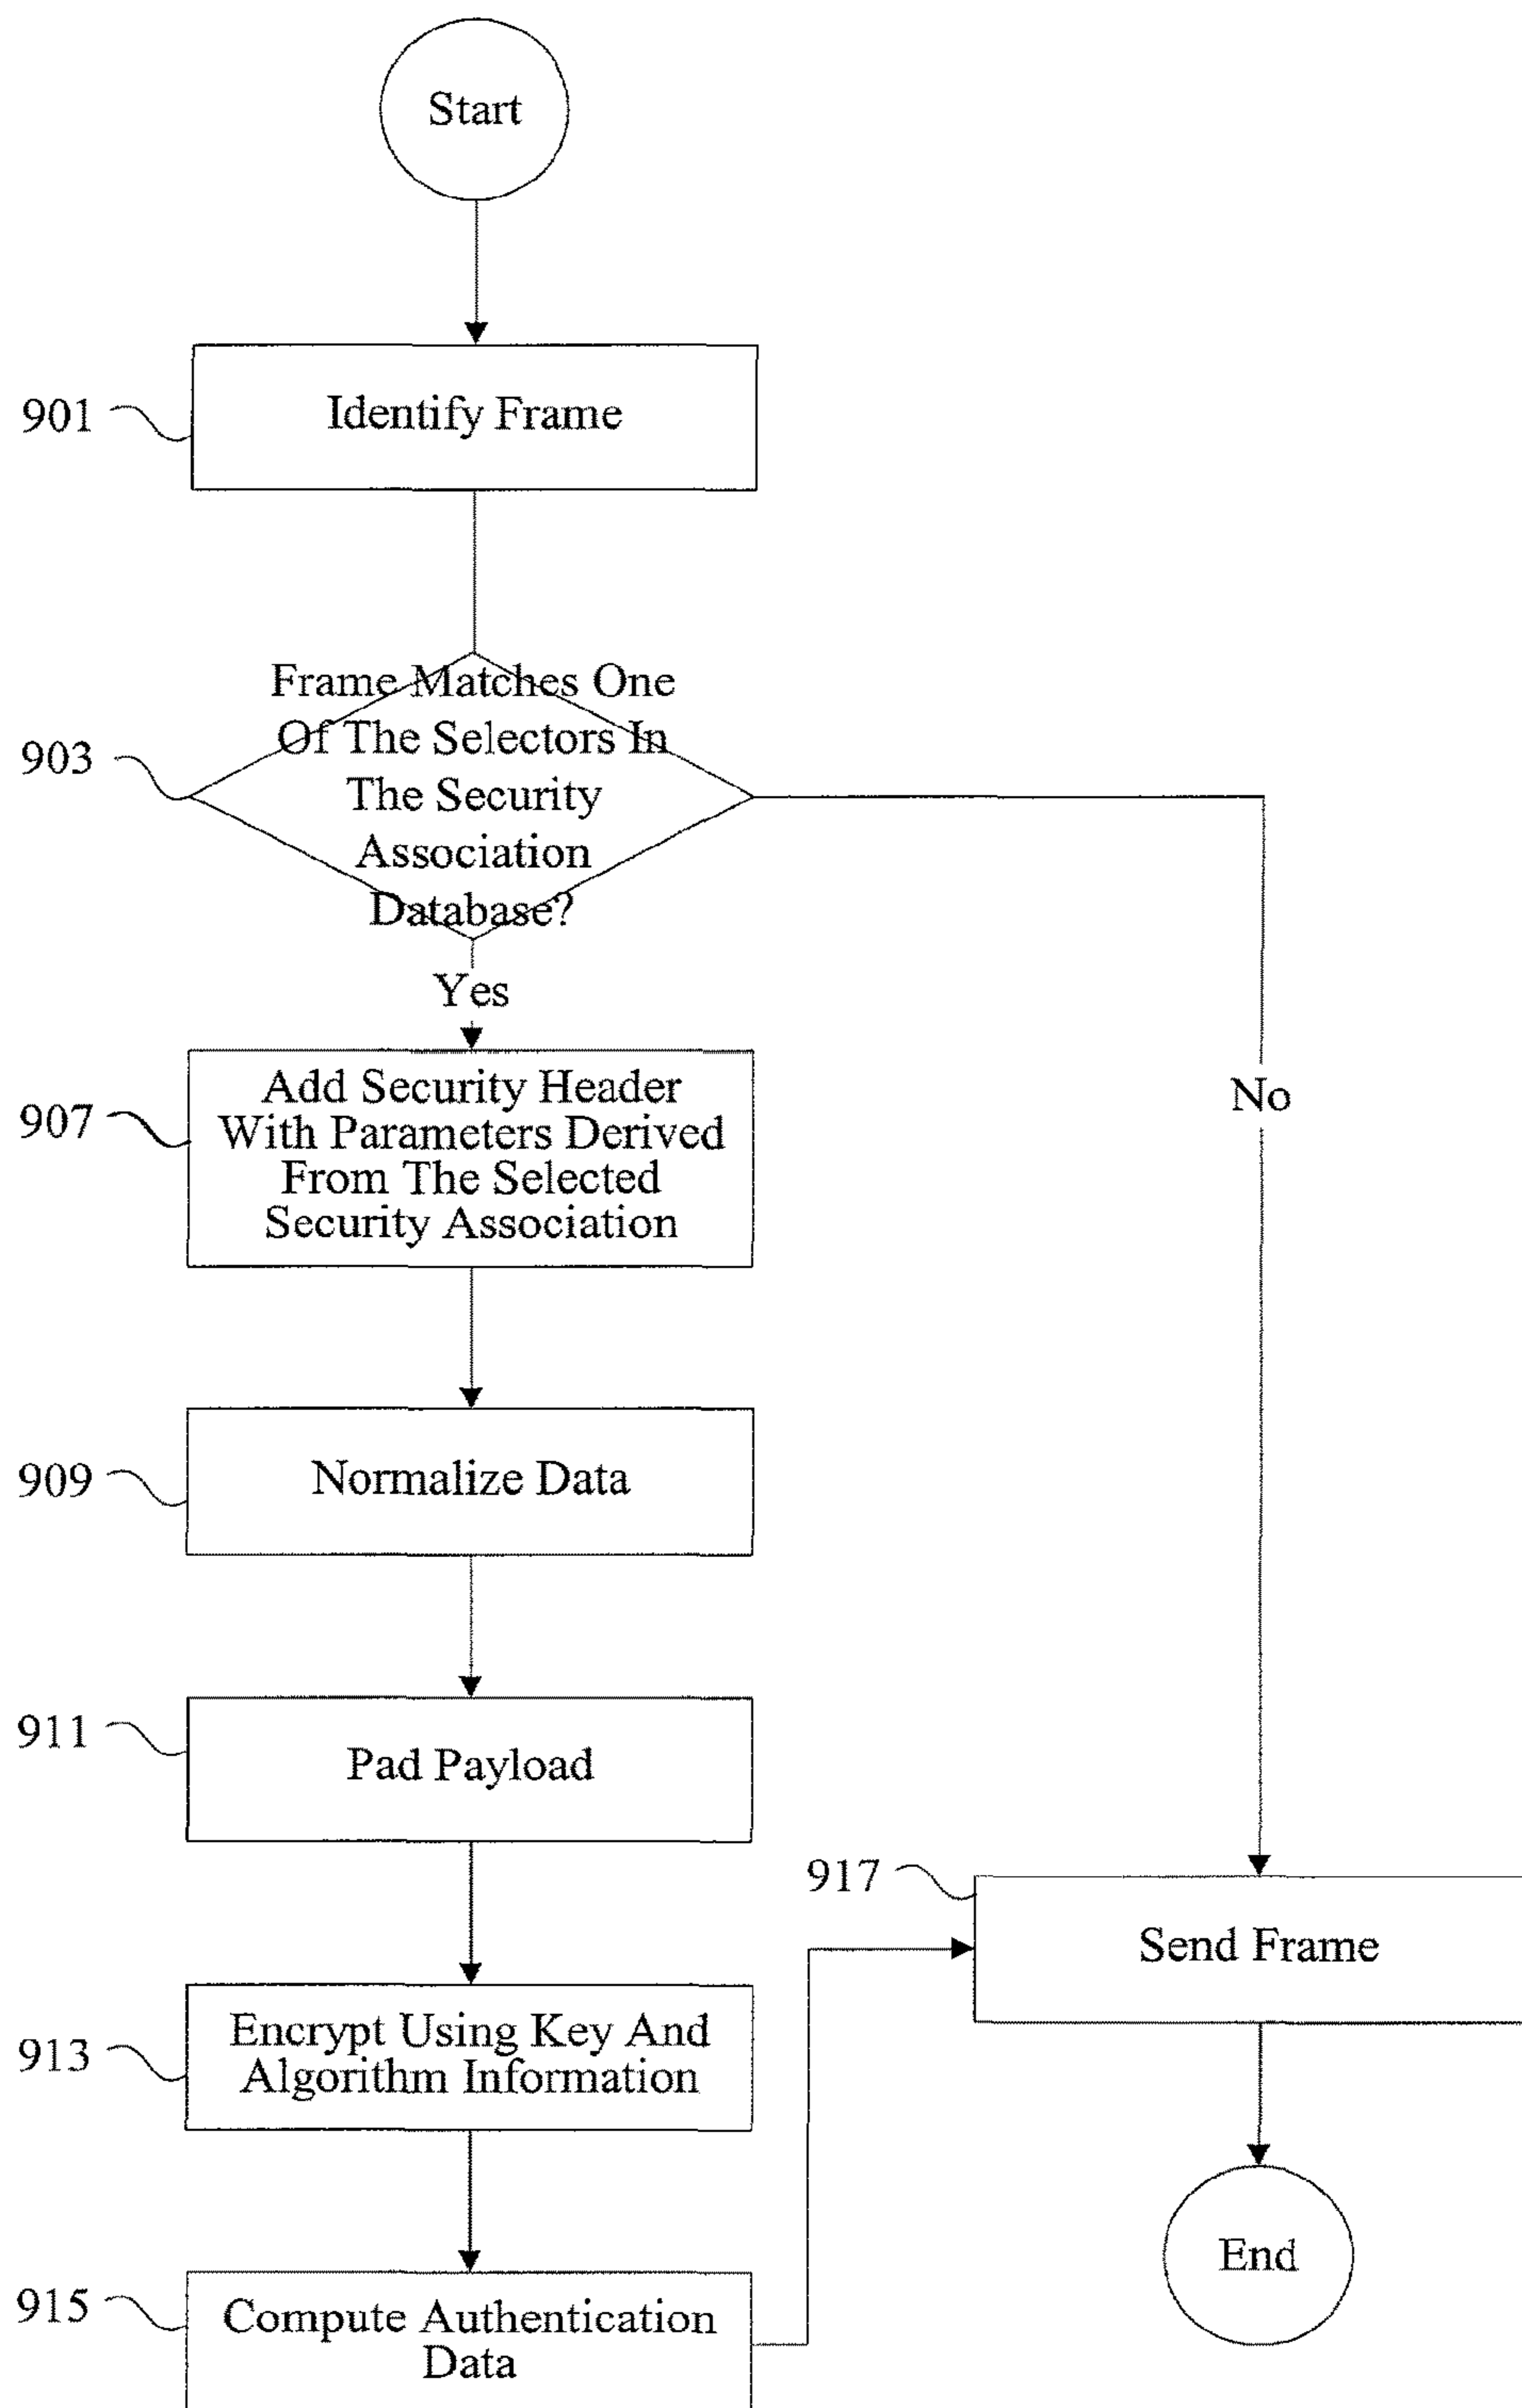 Start
901
Identify Frame
903
Frame Matches One
Of The Selectors In
The Security
Association
Database?
Yes
No
907
Add Security Header
With Parameters Derived
From The Selected
Security Association
909
Normalize Data
911
Pad Payload
917
Send Frame
913
Encrypt Using Key And
Algorithm Information
End
915
Compute Authentication
Data